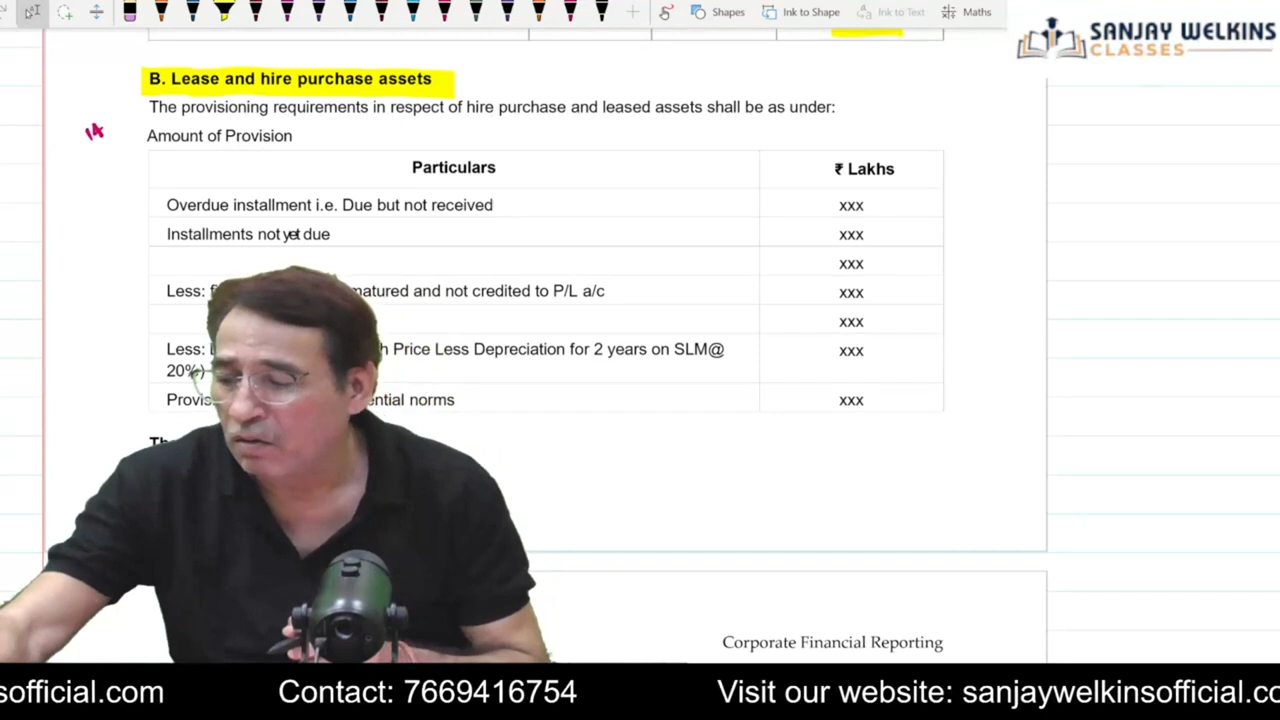 Shapes
Ink to Shape
Ink to Text
Maths
SANJAY WELKINS
CLASSES
B. Lease and hire purchase assets
The provisioning requirements in respect of hire purchase and leased assets shall be as under:
14
Amount of Provision
Particulars ₹ Lakhs
Overdue installment i.e. Due but not received xxx
Installments not yet due xxx
xxx
Less: matured and not credited to P/L a/c xxx
xxx
Less: Price Less Depreciation for 2 years on SLM@ xxx
20%)
norms xxx
Corporate Financial Reporting
sofficial.com Contact: 7669416754 Visit our website: sanjaywelkinsofficial.co